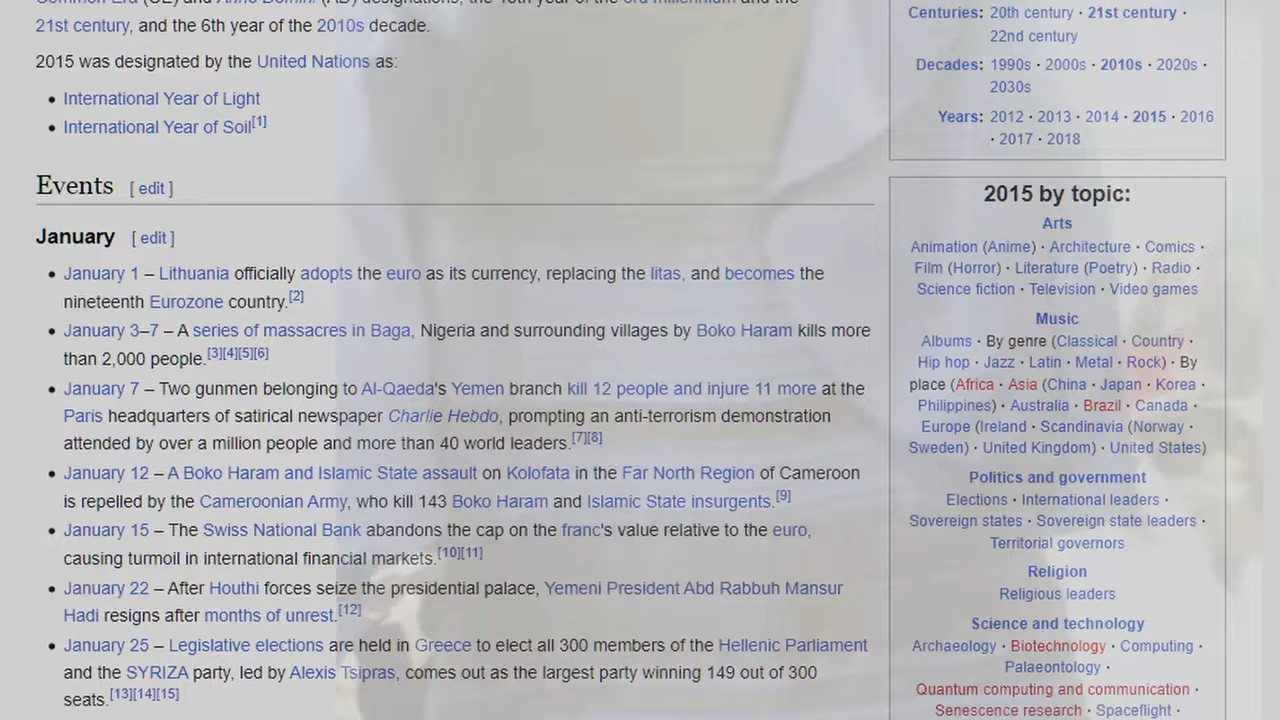 Common Era (CE) and Anno Domini (AD) designations, the 15th year of the 3rd millennium and the
21st century, and the 6th year of the 2010s decade.
2015 was designated by the United Nations as:
• International Year of Light
• International Year of Soil[1]
Events [ edit ]
January [ edit ]
• January 1 – Lithuania officially adopts the euro as its currency, replacing the litas, and becomes the
nineteenth Eurozone country.[2]
• January 3–7 – A series of massacres in Baga, Nigeria and surrounding villages by Boko Haram kills more
than 2,000 people.[3][4][5][6]
• January 7 – Two gunmen belonging to Al-Qaeda's Yemen branch kill 12 people and injure 11 more at the
Paris headquarters of satirical newspaper Charlie Hebdo, prompting an anti-terrorism demonstration
attended by over a million people and more than 40 world leaders.[7][8]
• January 12 – A Boko Haram and Islamic State assault on Kolofata in the Far North Region of Cameroon
is repelled by the Cameroonian Army, who kill 143 Boko Haram and Islamic State insurgents.[9]
• January 15 – The Swiss National Bank abandons the cap on the franc's value relative to the euro,
causing turmoil in international financial markets.[10][11]
• January 22 – After Houthi forces seize the presidential palace, Yemeni President Abd Rabbuh Mansur
Hadi resigns after months of unrest.[12]
• January 25 – Legislative elections are held in Greece to elect all 300 members of the Hellenic Parliament
and the SYRIZA party, led by Alexis Tsipras, comes out as the largest party winning 149 out of 300
seats.[13][14][15]
Centuries: 20th century · 21st century ·
22nd century
Decades: 1990s · 2000s · 2010s · 2020s ·
2030s
Years: 2012 · 2013 · 2014 · 2015 · 2016
· 2017 · 2018
2015 by topic:
Arts
Animation (Anime) · Architecture · Comics ·
Film (Horror) · Literature (Poetry) · Radio ·
Science fiction · Television · Video games
Music
Albums · By genre (Classical · Country ·
Hip hop · Jazz · Latin · Metal · Rock) · By
place (Africa · Asia (China · Japan · Korea ·
Philippines) · Australia · Brazil · Canada ·
Europe (Ireland · Scandinavia (Norway ·
Sweden) · United Kingdom) · United States)
Politics and government
Elections · International leaders ·
Sovereign states · Sovereign state leaders ·
Territorial governors
Religion
Religious leaders
Science and technology
Archaeology · Biotechnology · Computing ·
Palaeontology ·
Quantum computing and communication ·
Senescence research · Spaceflight ·